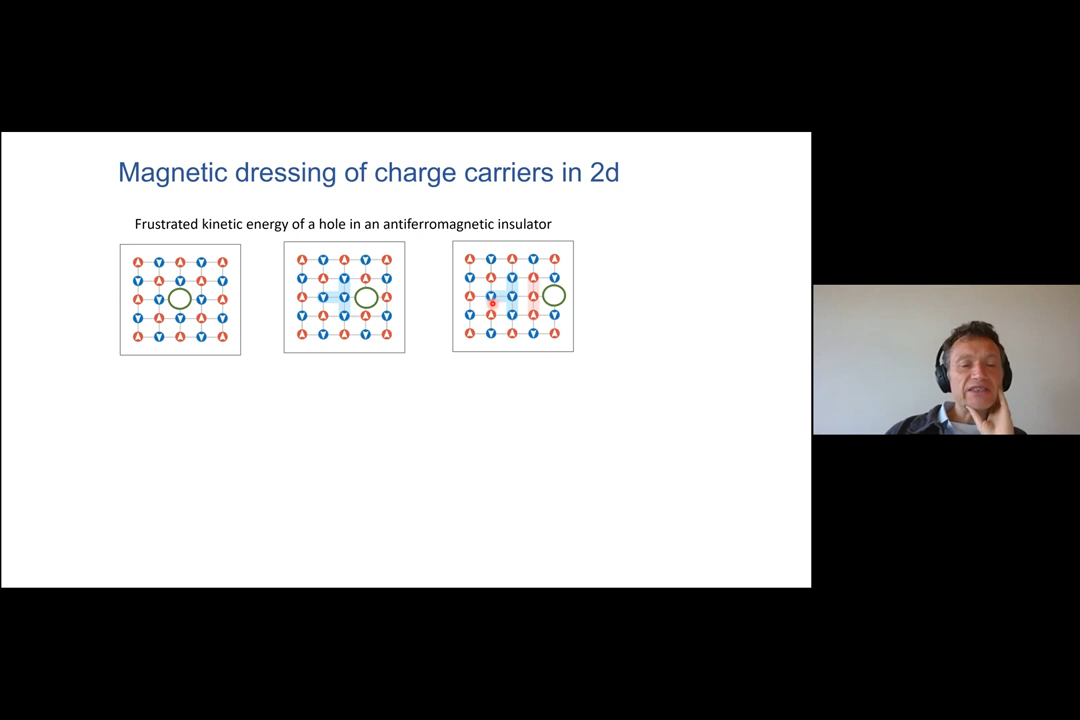 Magnetic dressing of charge carriers in 2d
Frustrated kinetic energy of a hole in an antiferromagnetic insulator